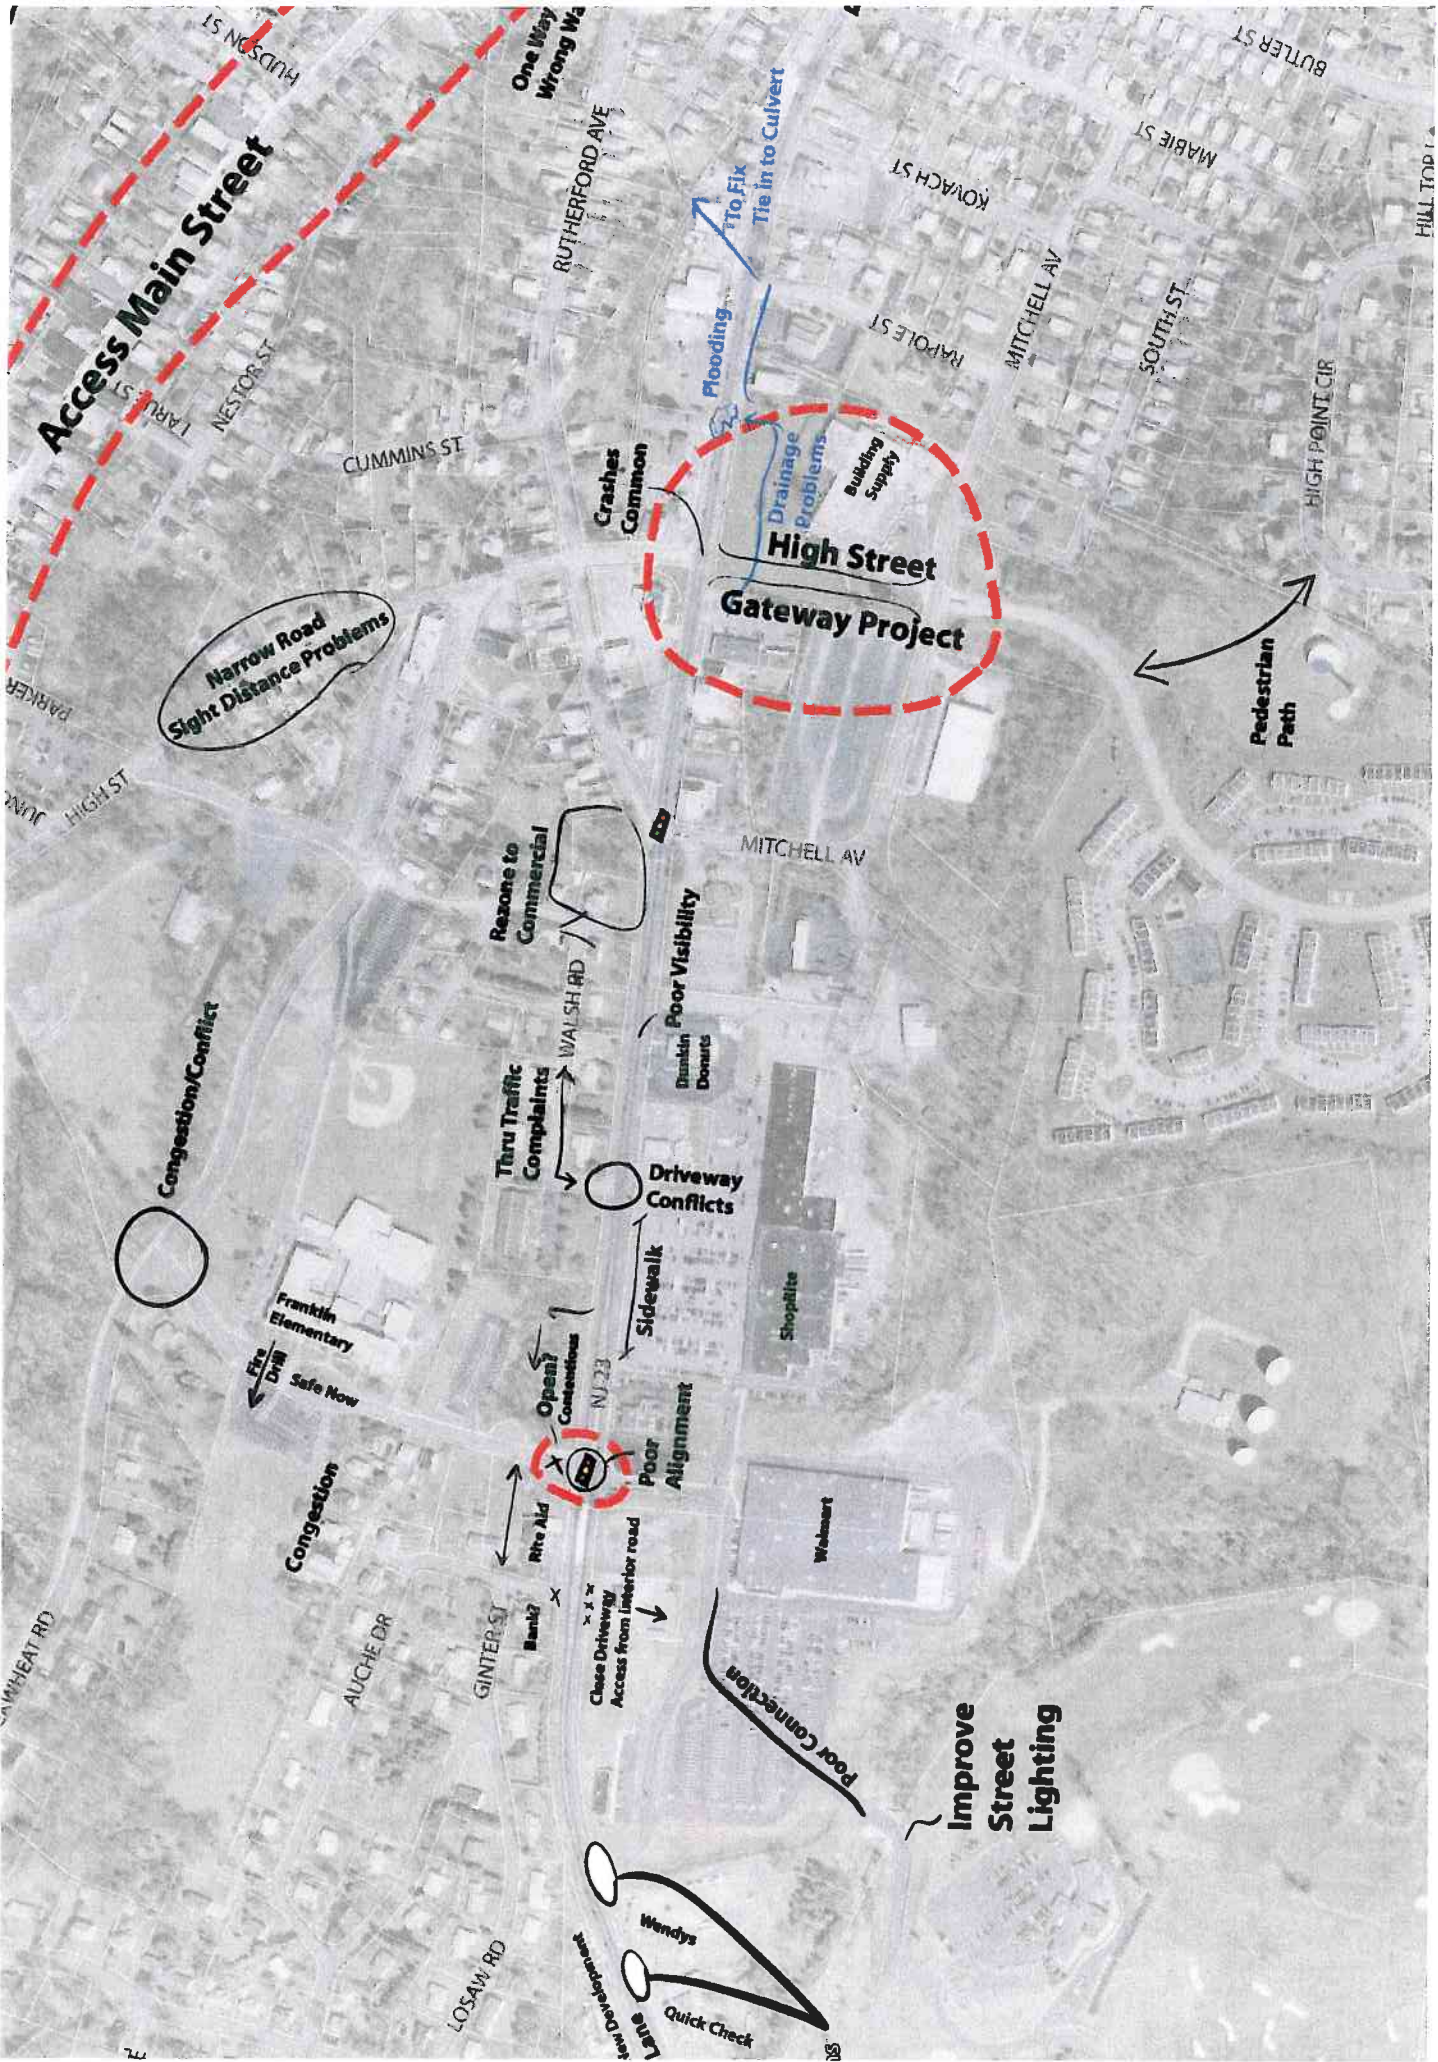 HUDSON ST
Access Main Street
NESTOR ST
CUMMINS ST
PARKER
HIGH ST
Narrow Road
Sight Distance Problems
One Way
RUTHERFORD AVE
BUTLER ST
MABIE ST
KOVACH ST
RAPOLE ST
MITCHELL AV
SOUTH ST
HIGH POINT CIR
To Fix
Tie in to Culvert
Flooding
Drainage
Problems
Building
Supply
Crashes
Common
High Street
Gateway Project
Pedestrian
Path
MITCHELL AV
Rezone to
Commercial
WALSH RD
Poor Visibility
Dunkin
Donuts
Thru Traffic
Complaints
Driveway
Conflicts
Sidewalk
ShopRite
Congestion/Conflict
Franklin
Elementary
Fire
Drill
Safe Now
Open?
Contentious
NJ 23
Poor
Alignment
Congestion
Rite Aid
Bank?
x x x
Close Driveway
Access from interior road
Walmart
AUCHE DR
GINTER ST
Poor Connection
Improve
Street
Lighting
LOSAW RD
Wendys
Quick Check
Development
Lane